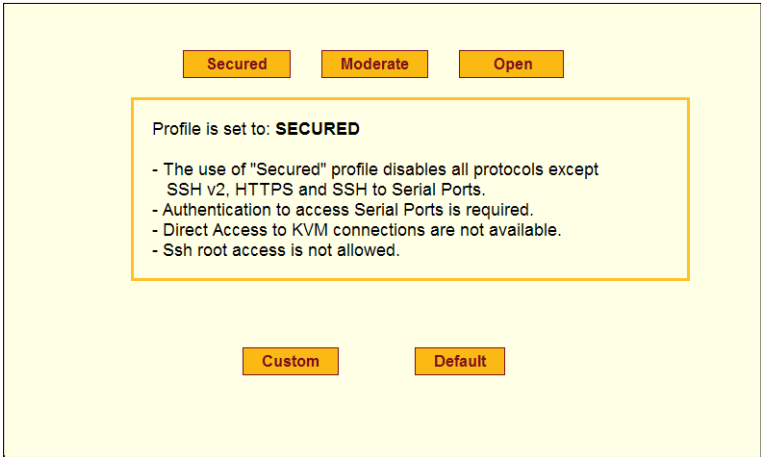 Secured Moderate Open
Profile is set to: SECURED
- The use of "Secured" profile disables all protocols except
SSH v2, HTTPS and SSH to Serial Ports.
- Authentication to access Serial Ports is required.
- Direct Access to KVM connections are not available.
- Ssh root access is not allowed.
Custom Default